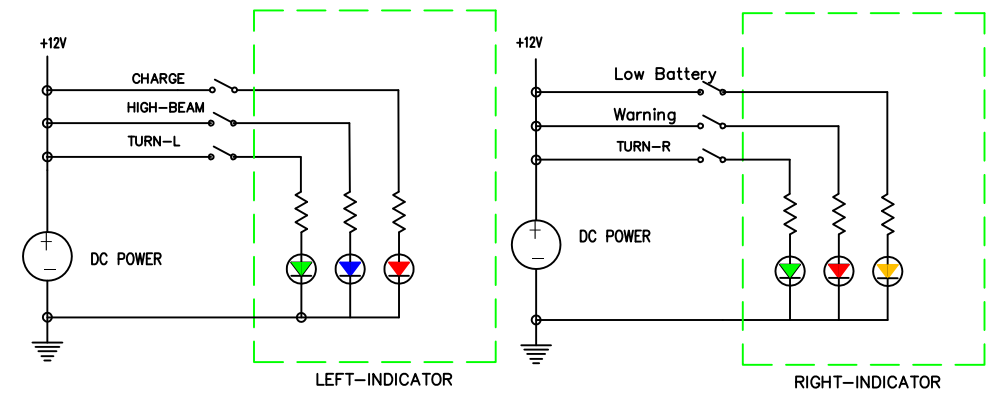 +12V
CHARGE
HIGH-BEAM
TURN-L
DC POWER
LEFT-INDICATOR
+12V
Low Battery
Warning
TURN-R
DC POWER
RIGHT-INDICATOR